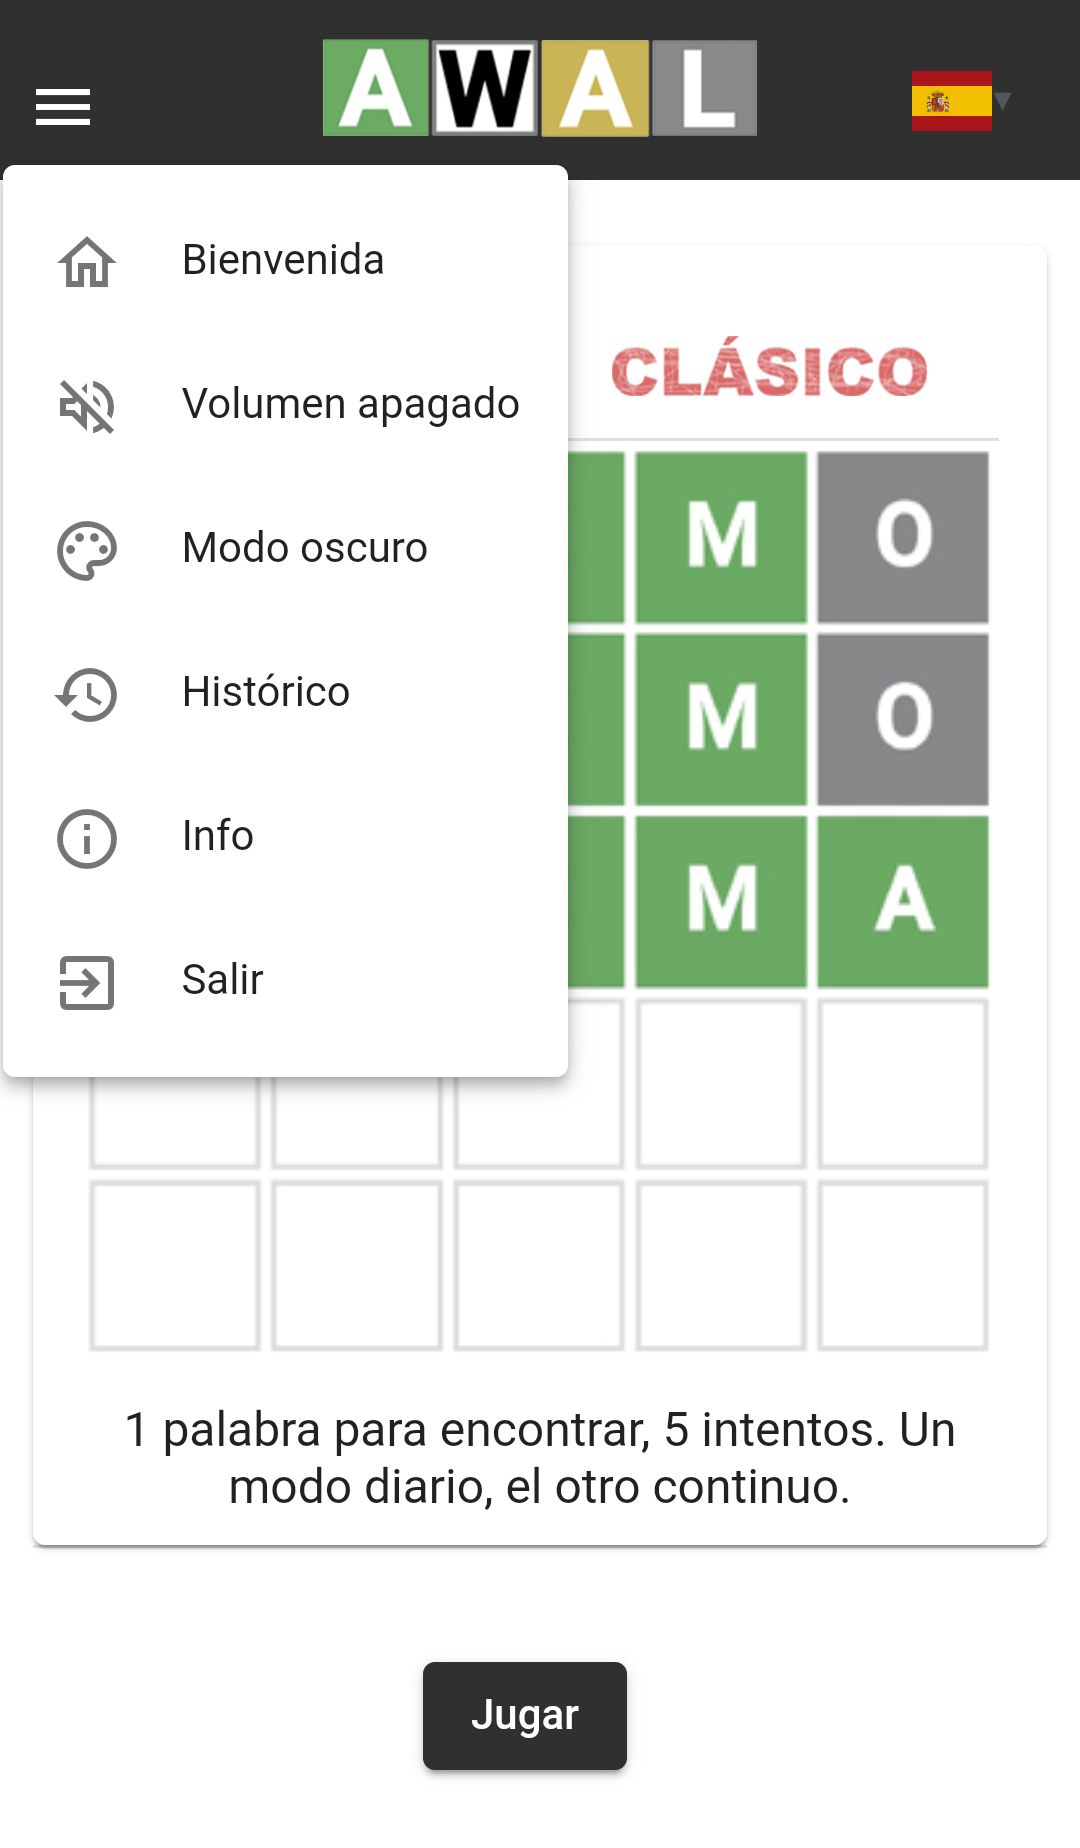 AWAL
Bienvenida
Volumen apagado
Modo oscuro
Histórico
Info
Salir
CLÁSICO
M O
M O
M A
1 palabra para encontrar, 5 intentos. Un
modo diario, el otro continuo.
Jugar